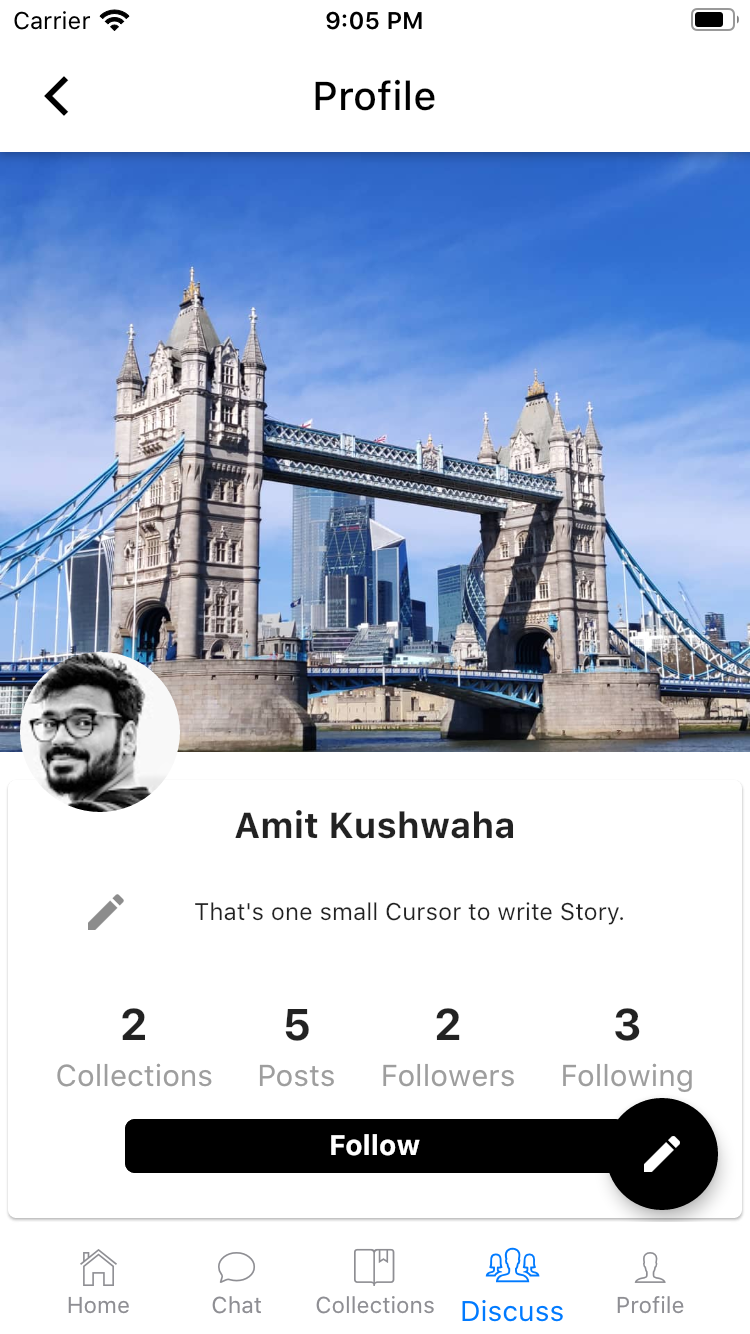 Carrier 9:05 PM
Profile
Amit Kushwaha
That's one small Cursor to write Story.
2 5 2 3
Collections Posts Followers Following
Follow
Home Chat Collections Discuss Profile